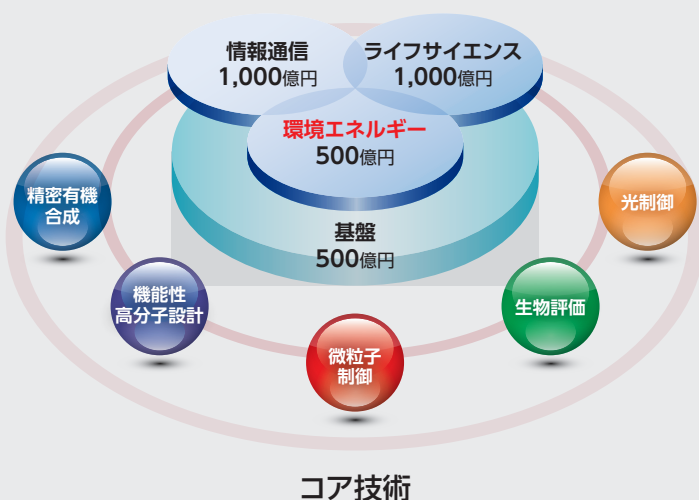 情報通信
1,000億円
ライフサイエンス
1,000億円
環境エネルギー
500億円
基盤
500億円
精密有機
合成
機能性
高分子設計
微粒子
制御
生物評価
光制御
コア技術